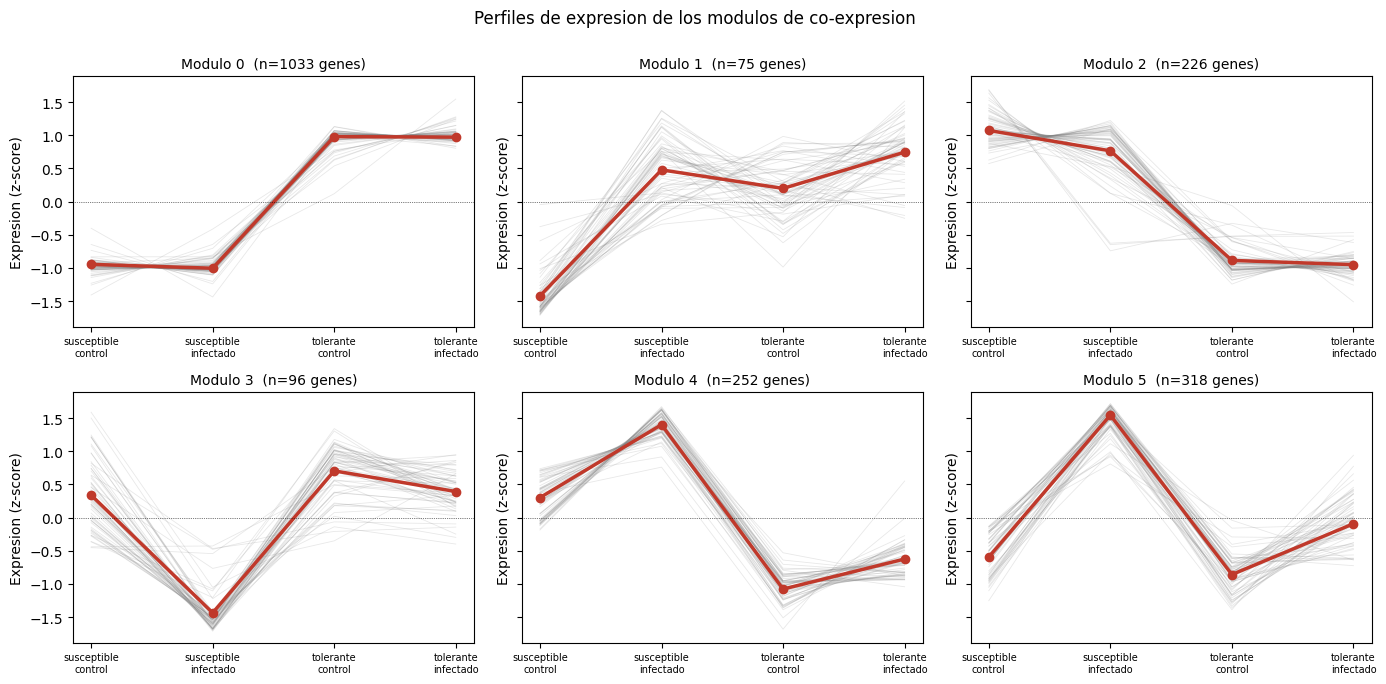 Perfiles de expresion de los modulos de co-expresion
Modulo 0  (n=1033 genes)
Expresion (z-score)
1.5
1.0
0.5
0.0
−0.5
−1.0
−1.5
susceptible
control
susceptible
infectado
tolerante
control
tolerante
infectado
Modulo 1  (n=75 genes)
Expresion (z-score)
susceptible
control
susceptible
infectado
tolerante
control
tolerante
infectado
Modulo 2  (n=226 genes)
Expresion (z-score)
susceptible
control
susceptible
infectado
tolerante
control
tolerante
infectado
Modulo 3  (n=96 genes)
Expresion (z-score)
1.5
1.0
0.5
0.0
−0.5
−1.0
−1.5
susceptible
control
susceptible
infectado
tolerante
control
tolerante
infectado
Modulo 4  (n=252 genes)
Expresion (z-score)
susceptible
control
susceptible
infectado
tolerante
control
tolerante
infectado
Modulo 5  (n=318 genes)
Expresion (z-score)
susceptible
control
susceptible
infectado
tolerante
control
tolerante
infectado